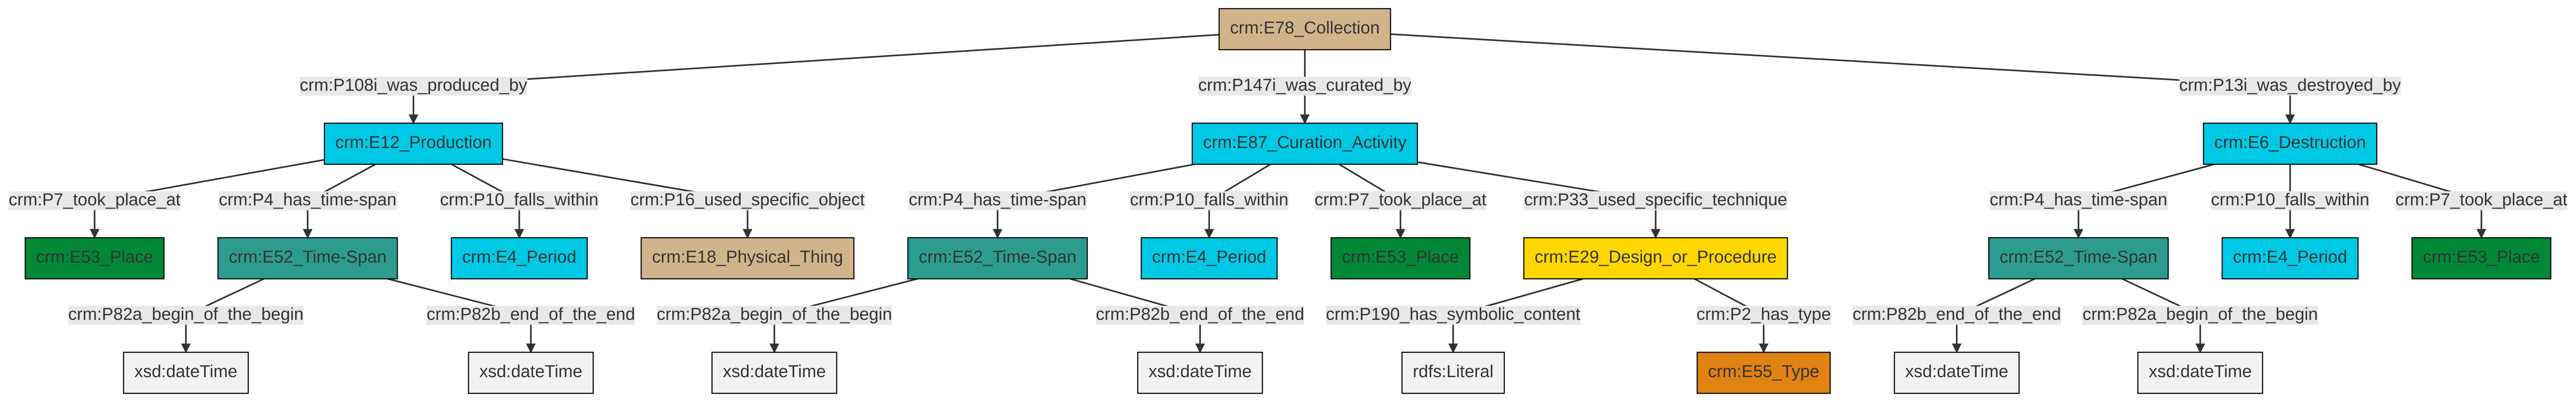 crm:E78_Collection
crm:P108i_was_produced_by
crm:P147i_was_curated_by
crm:P13i_was_destroyed_by
crm:E12_Production
crm:E87_Curation_Activity
crm:E6_Destruction
crm:P7_took_place_at
crm:P4_has_time-span
crm:P10_falls_within
crm:P16_used_specific_object
crm:P4_has_time-span
crm:P10_falls_within
crm:P7_took_place_at
crm:P33_used_specific_technique
crm:P4_has_time-span
crm:P10_falls_within
crm:P7_took_place_at
crm:E53_Place
crm:E52_Time-Span
crm:E4_Period
crm:E18_Physical_Thing
crm:E52_Time-Span
crm:E4_Period
crm:E53_Place
crm:E29_Design_or_Procedure
crm:E52_Time-Span
crm:E4_Period
crm:E53_Place
crm:P82a_begin_of_the_begin
crm:P82b_end_of_the_end
crm:P82a_begin_of_the_begin
crm:P82b_end_of_the_end
crm:P190_has_symbolic_content
crm:P2_has_type
crm:P82b_end_of_the_end
crm:P82a_begin_of_the_begin
xsd:dateTime
xsd:dateTime
xsd:dateTime
xsd:dateTime
rdfs:Literal
crm:E55_Type
xsd:dateTime
xsd:dateTime